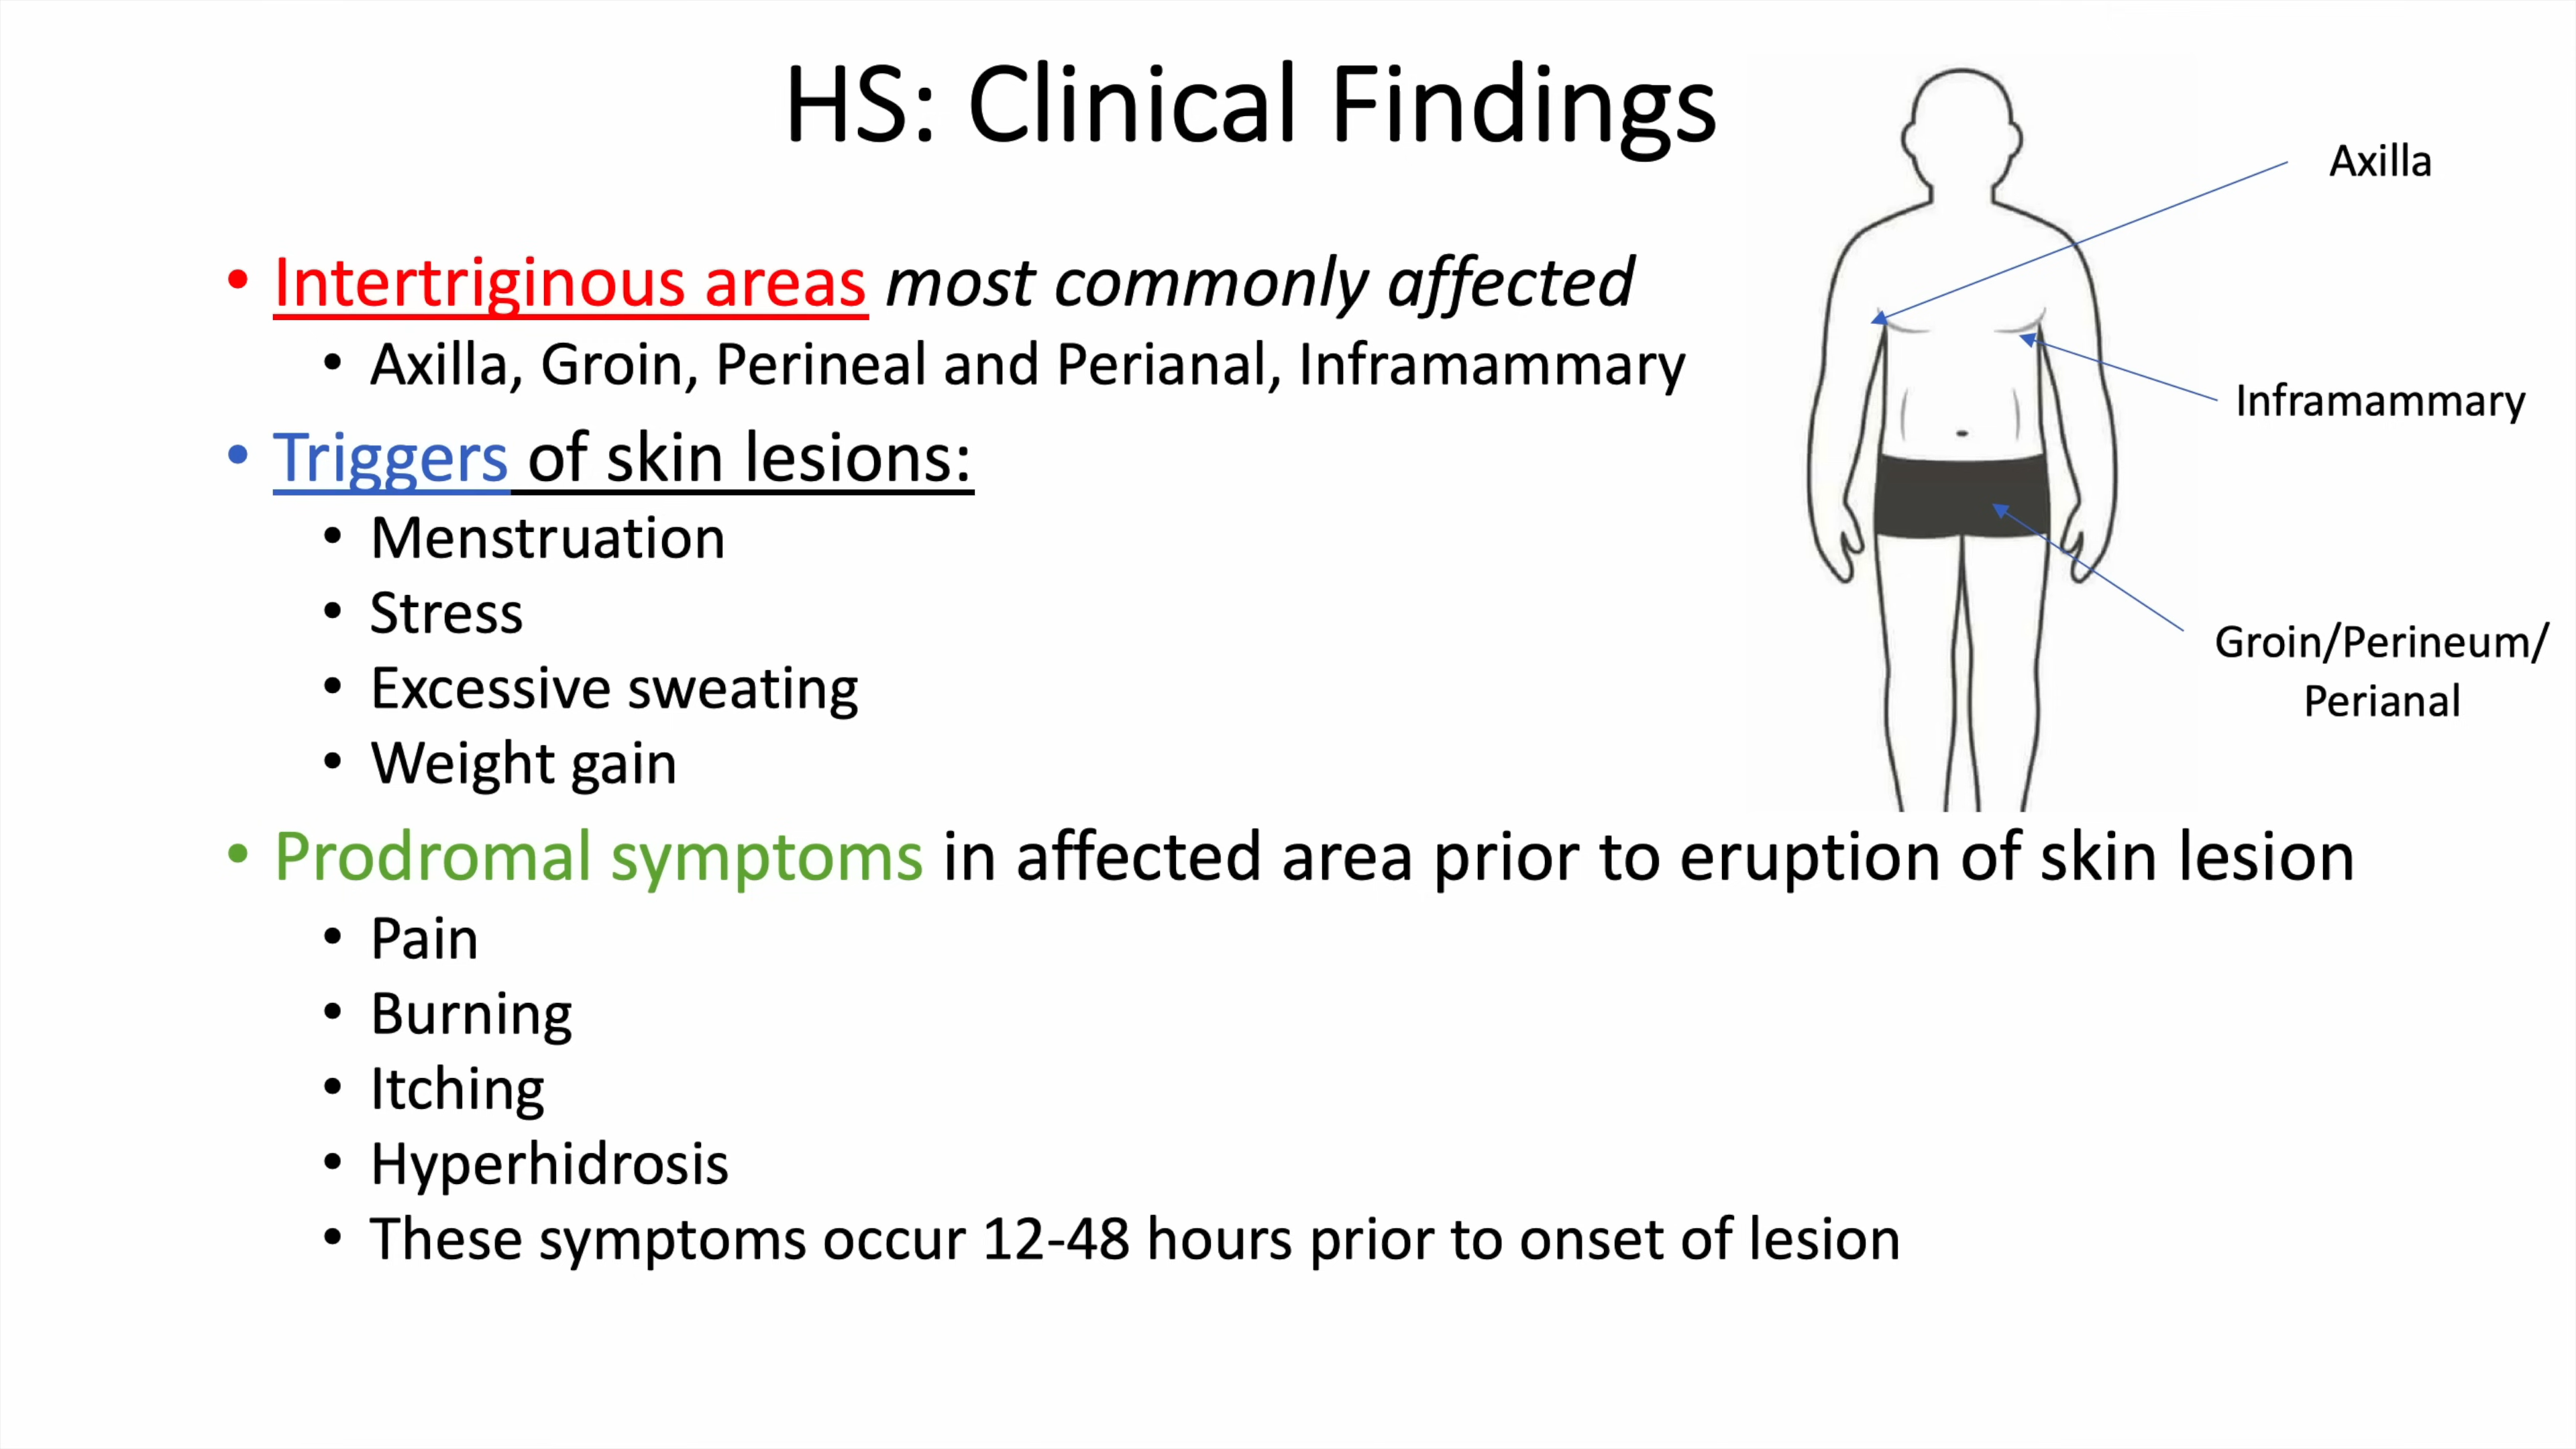 HS: Clinical Findings
• Intertriginous areas most commonly affected
• Axilla, Groin, Perineal and Perianal, Inframammary
• Triggers of skin lesions:
• Menstruation
• Stress
• Excessive sweating
• Weight gain
• Prodromal symptoms in affected area prior to eruption of skin lesion
• Pain
• Burning
• Itching
• Hyperhidrosis
• These symptoms occur 12-48 hours prior to onset of lesion
Axilla
Inframammary
Groin/Perineum/
Perianal